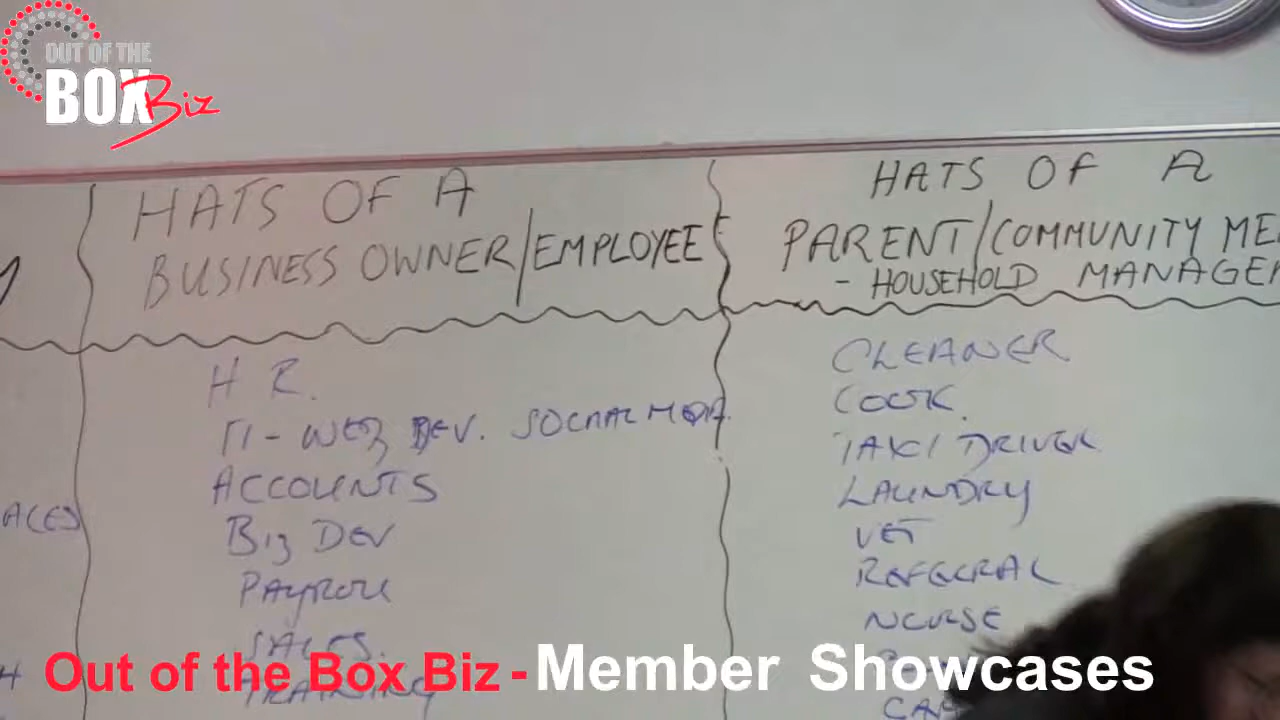 OUT OF THE
BOX Biz
HATS OF A
BUSINESS OWNER/EMPLOYEE
H R.
IT - WEB DEV. SOCIAL MEDIA.
ACCOUNTS
Biz DEV
PAYROLL
SALES.
TRAINING
HATS OF A
PARENT/COMMUNITY ME
- HOUSEHOLD MANAGER
CLEANER
COOK.
TAXI DRIVER
LAUNDRY
VET
REFERRAL
NURSE
Out of the Box Biz - Member Showcases